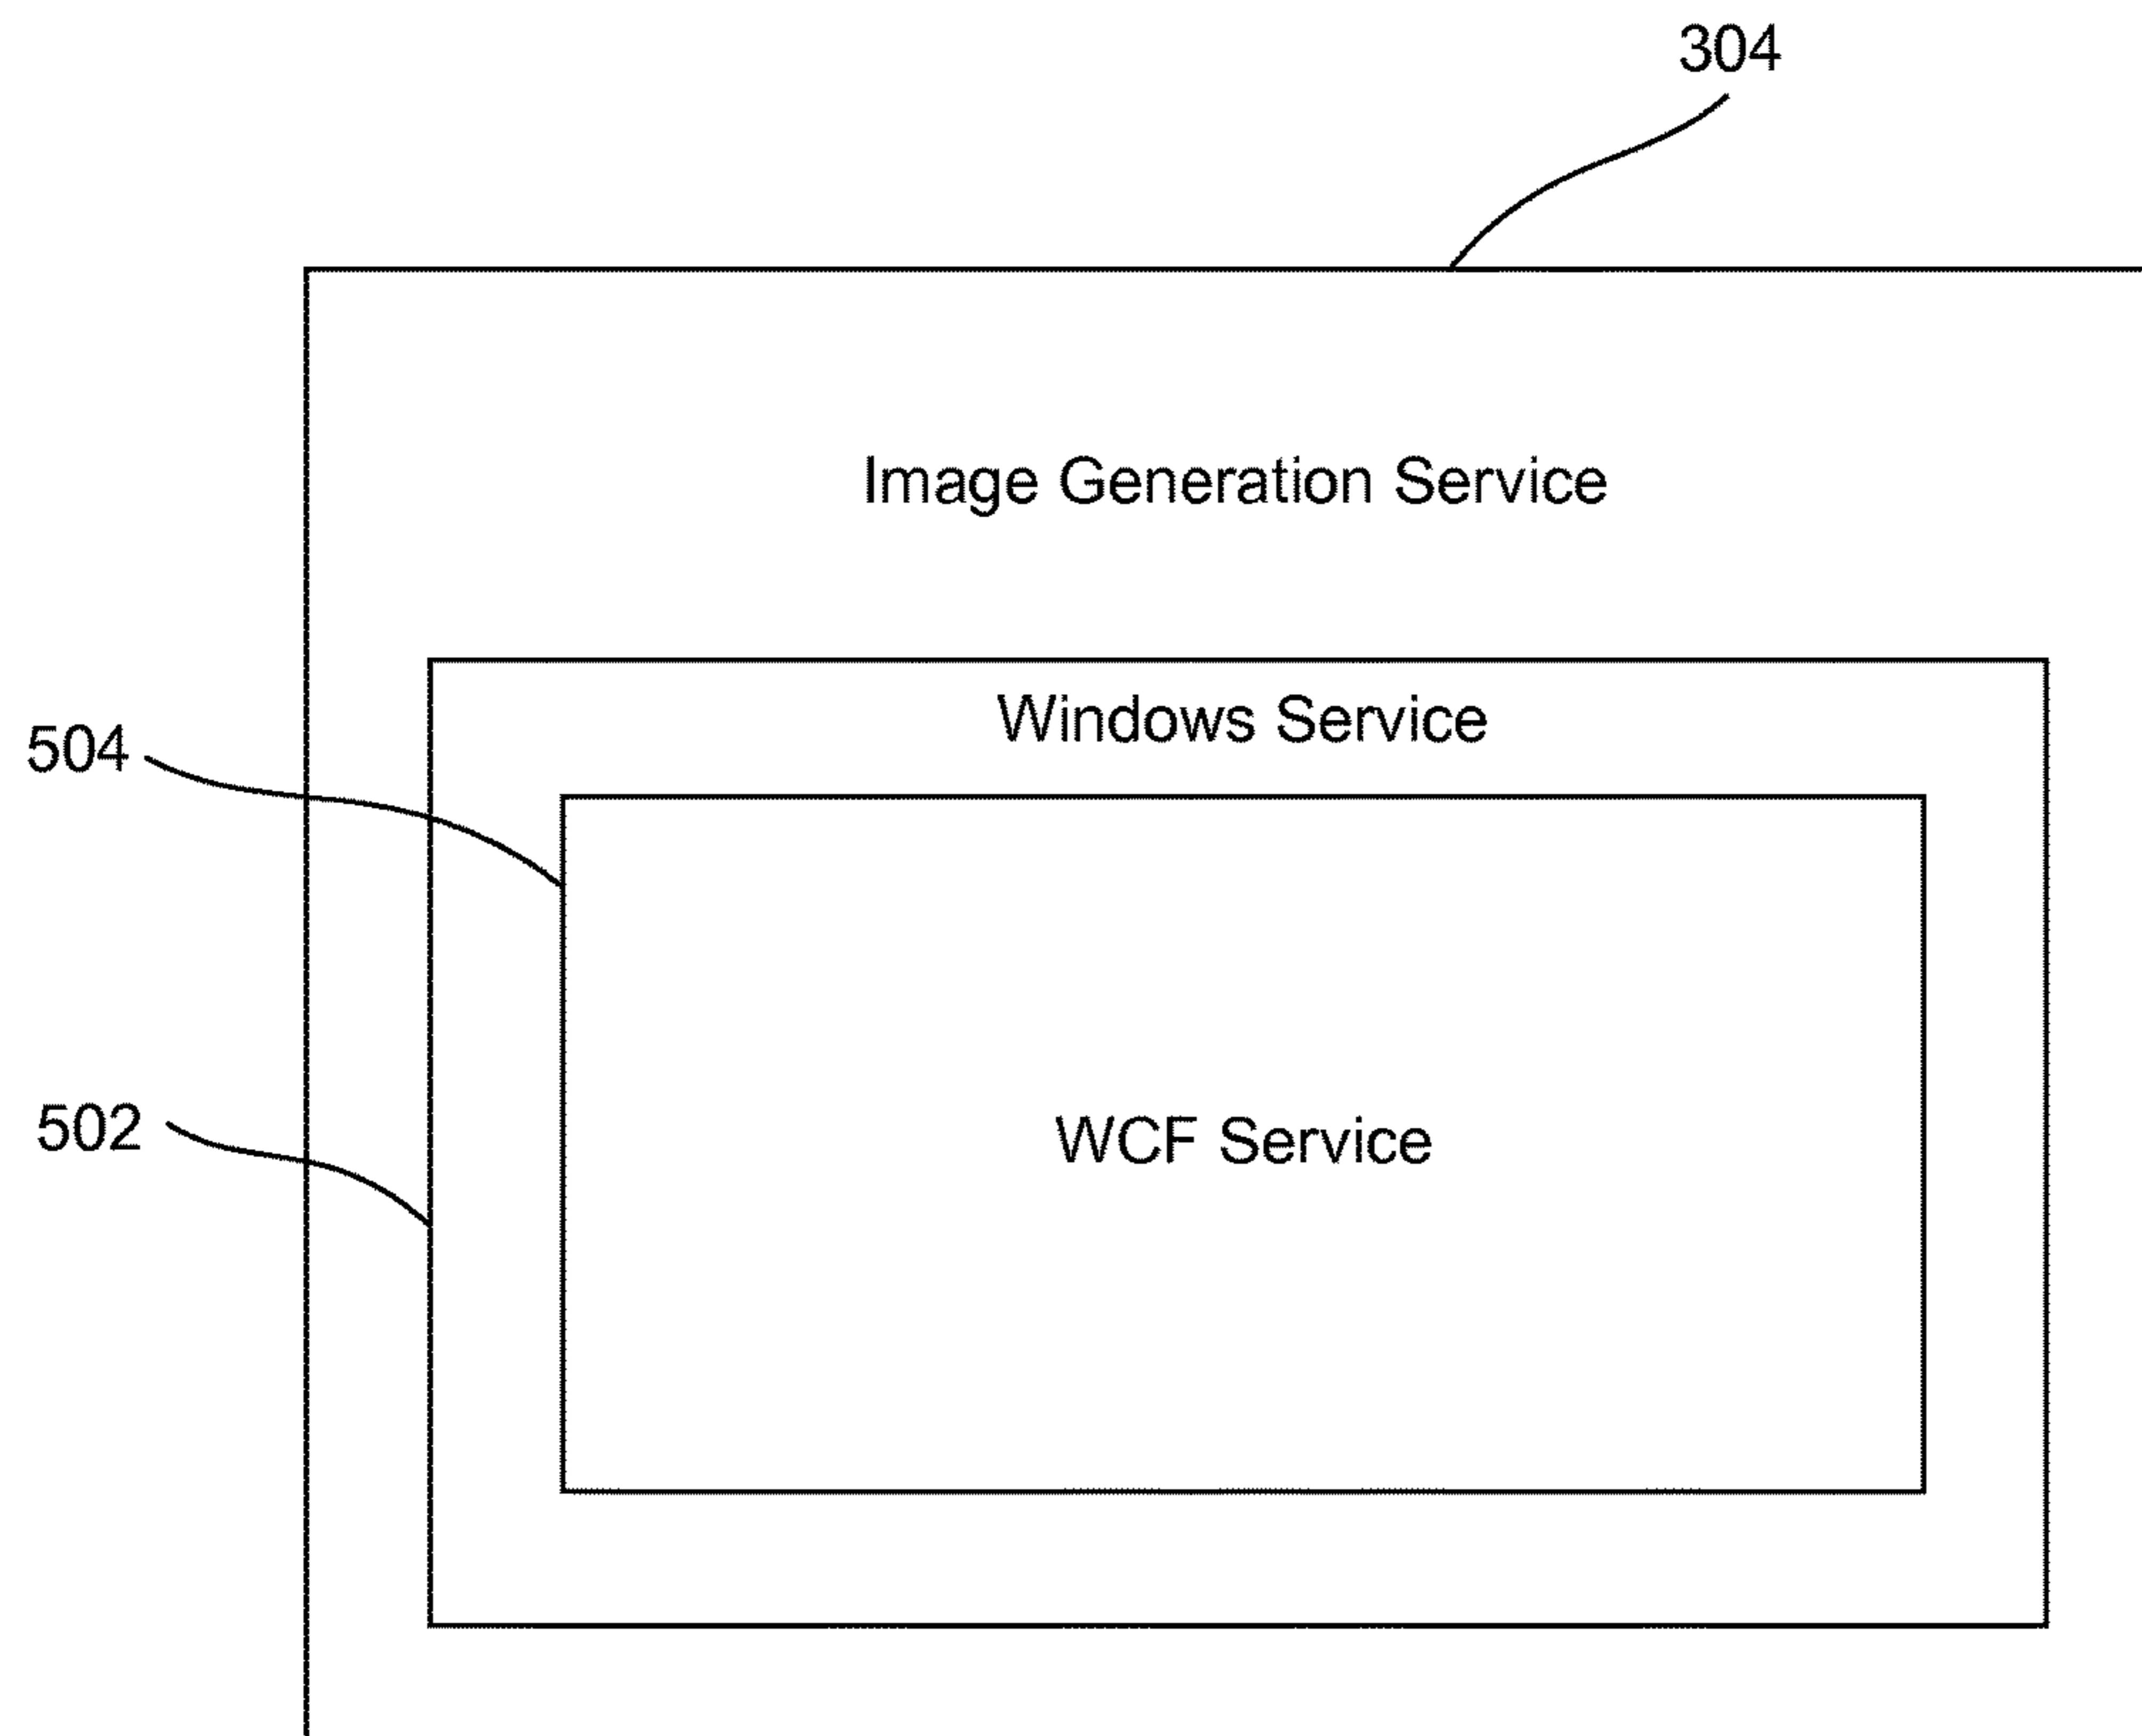 304
Image Generation Service
Windows Service
504
502
WCF Service